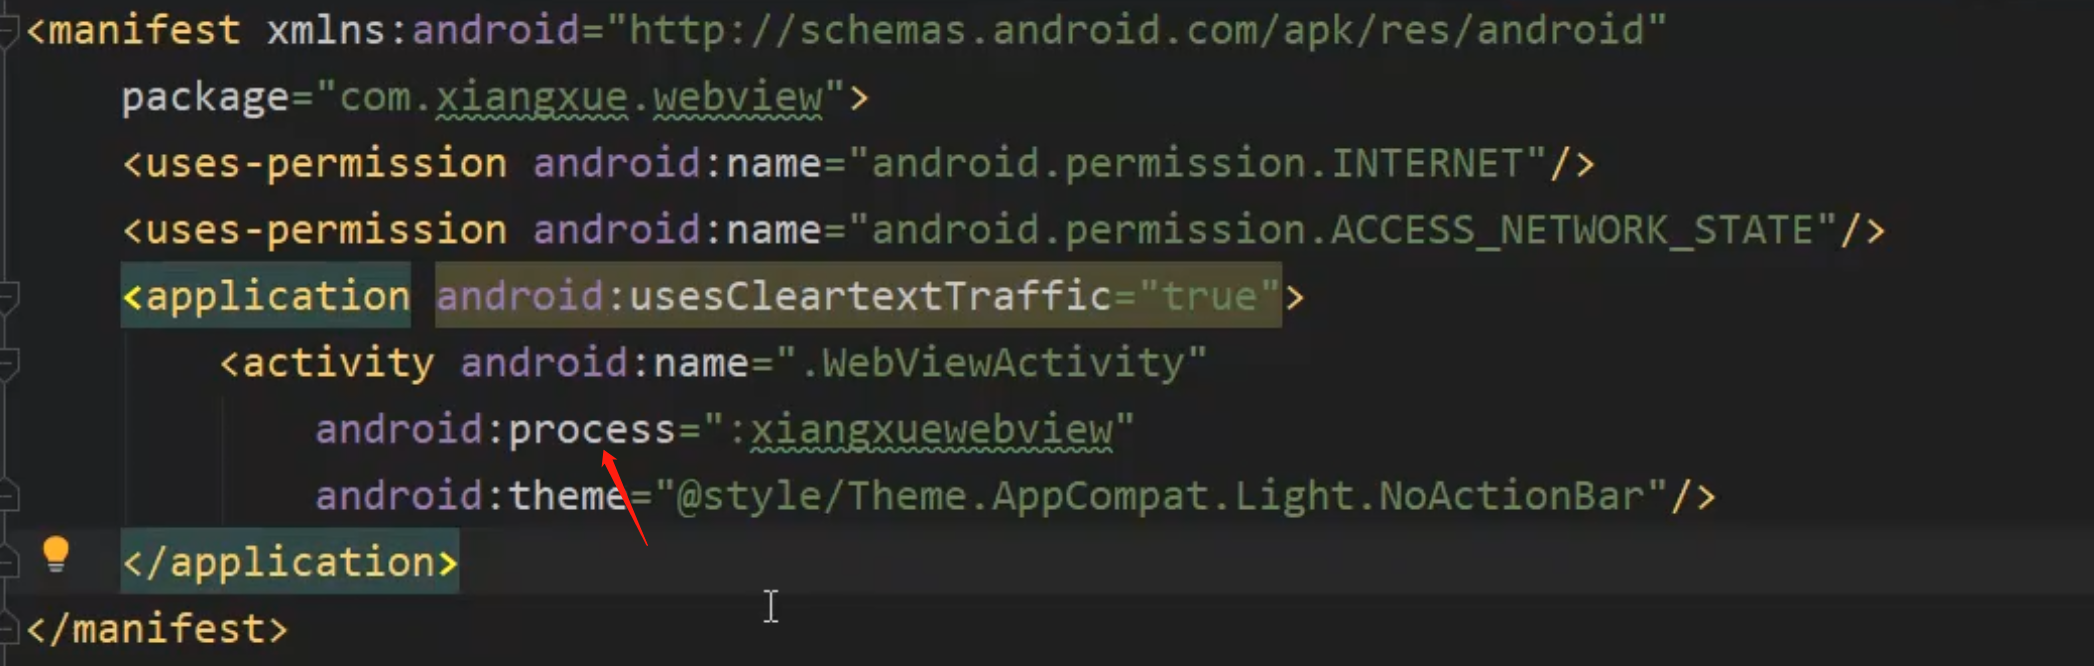 <manifest xmlns:android="http://schemas.android.com/apk/res/android"
package="com.xiangxue.webview">
<uses-permission android:name="android.permission.INTERNET"/>
<uses-permission android:name="android.permission.ACCESS_NETWORK_STATE"/>
<application android:usesCleartextTraffic="true">
<activity android:name=".WebViewActivity"
android:process=":xiangxuewebview"
android:theme="@style/Theme.AppCompat.Light.NoActionBar"/>
</application>
</manifest>